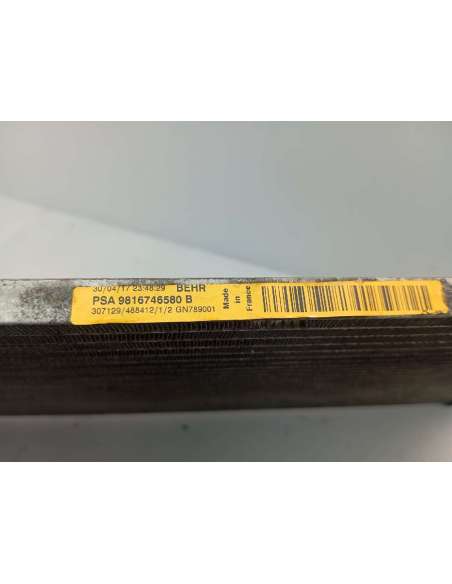 30/04/17 23:48:29 BEHR
PSA 9816746580 B
307129/488412/1/2 GN789001
Made
in
France